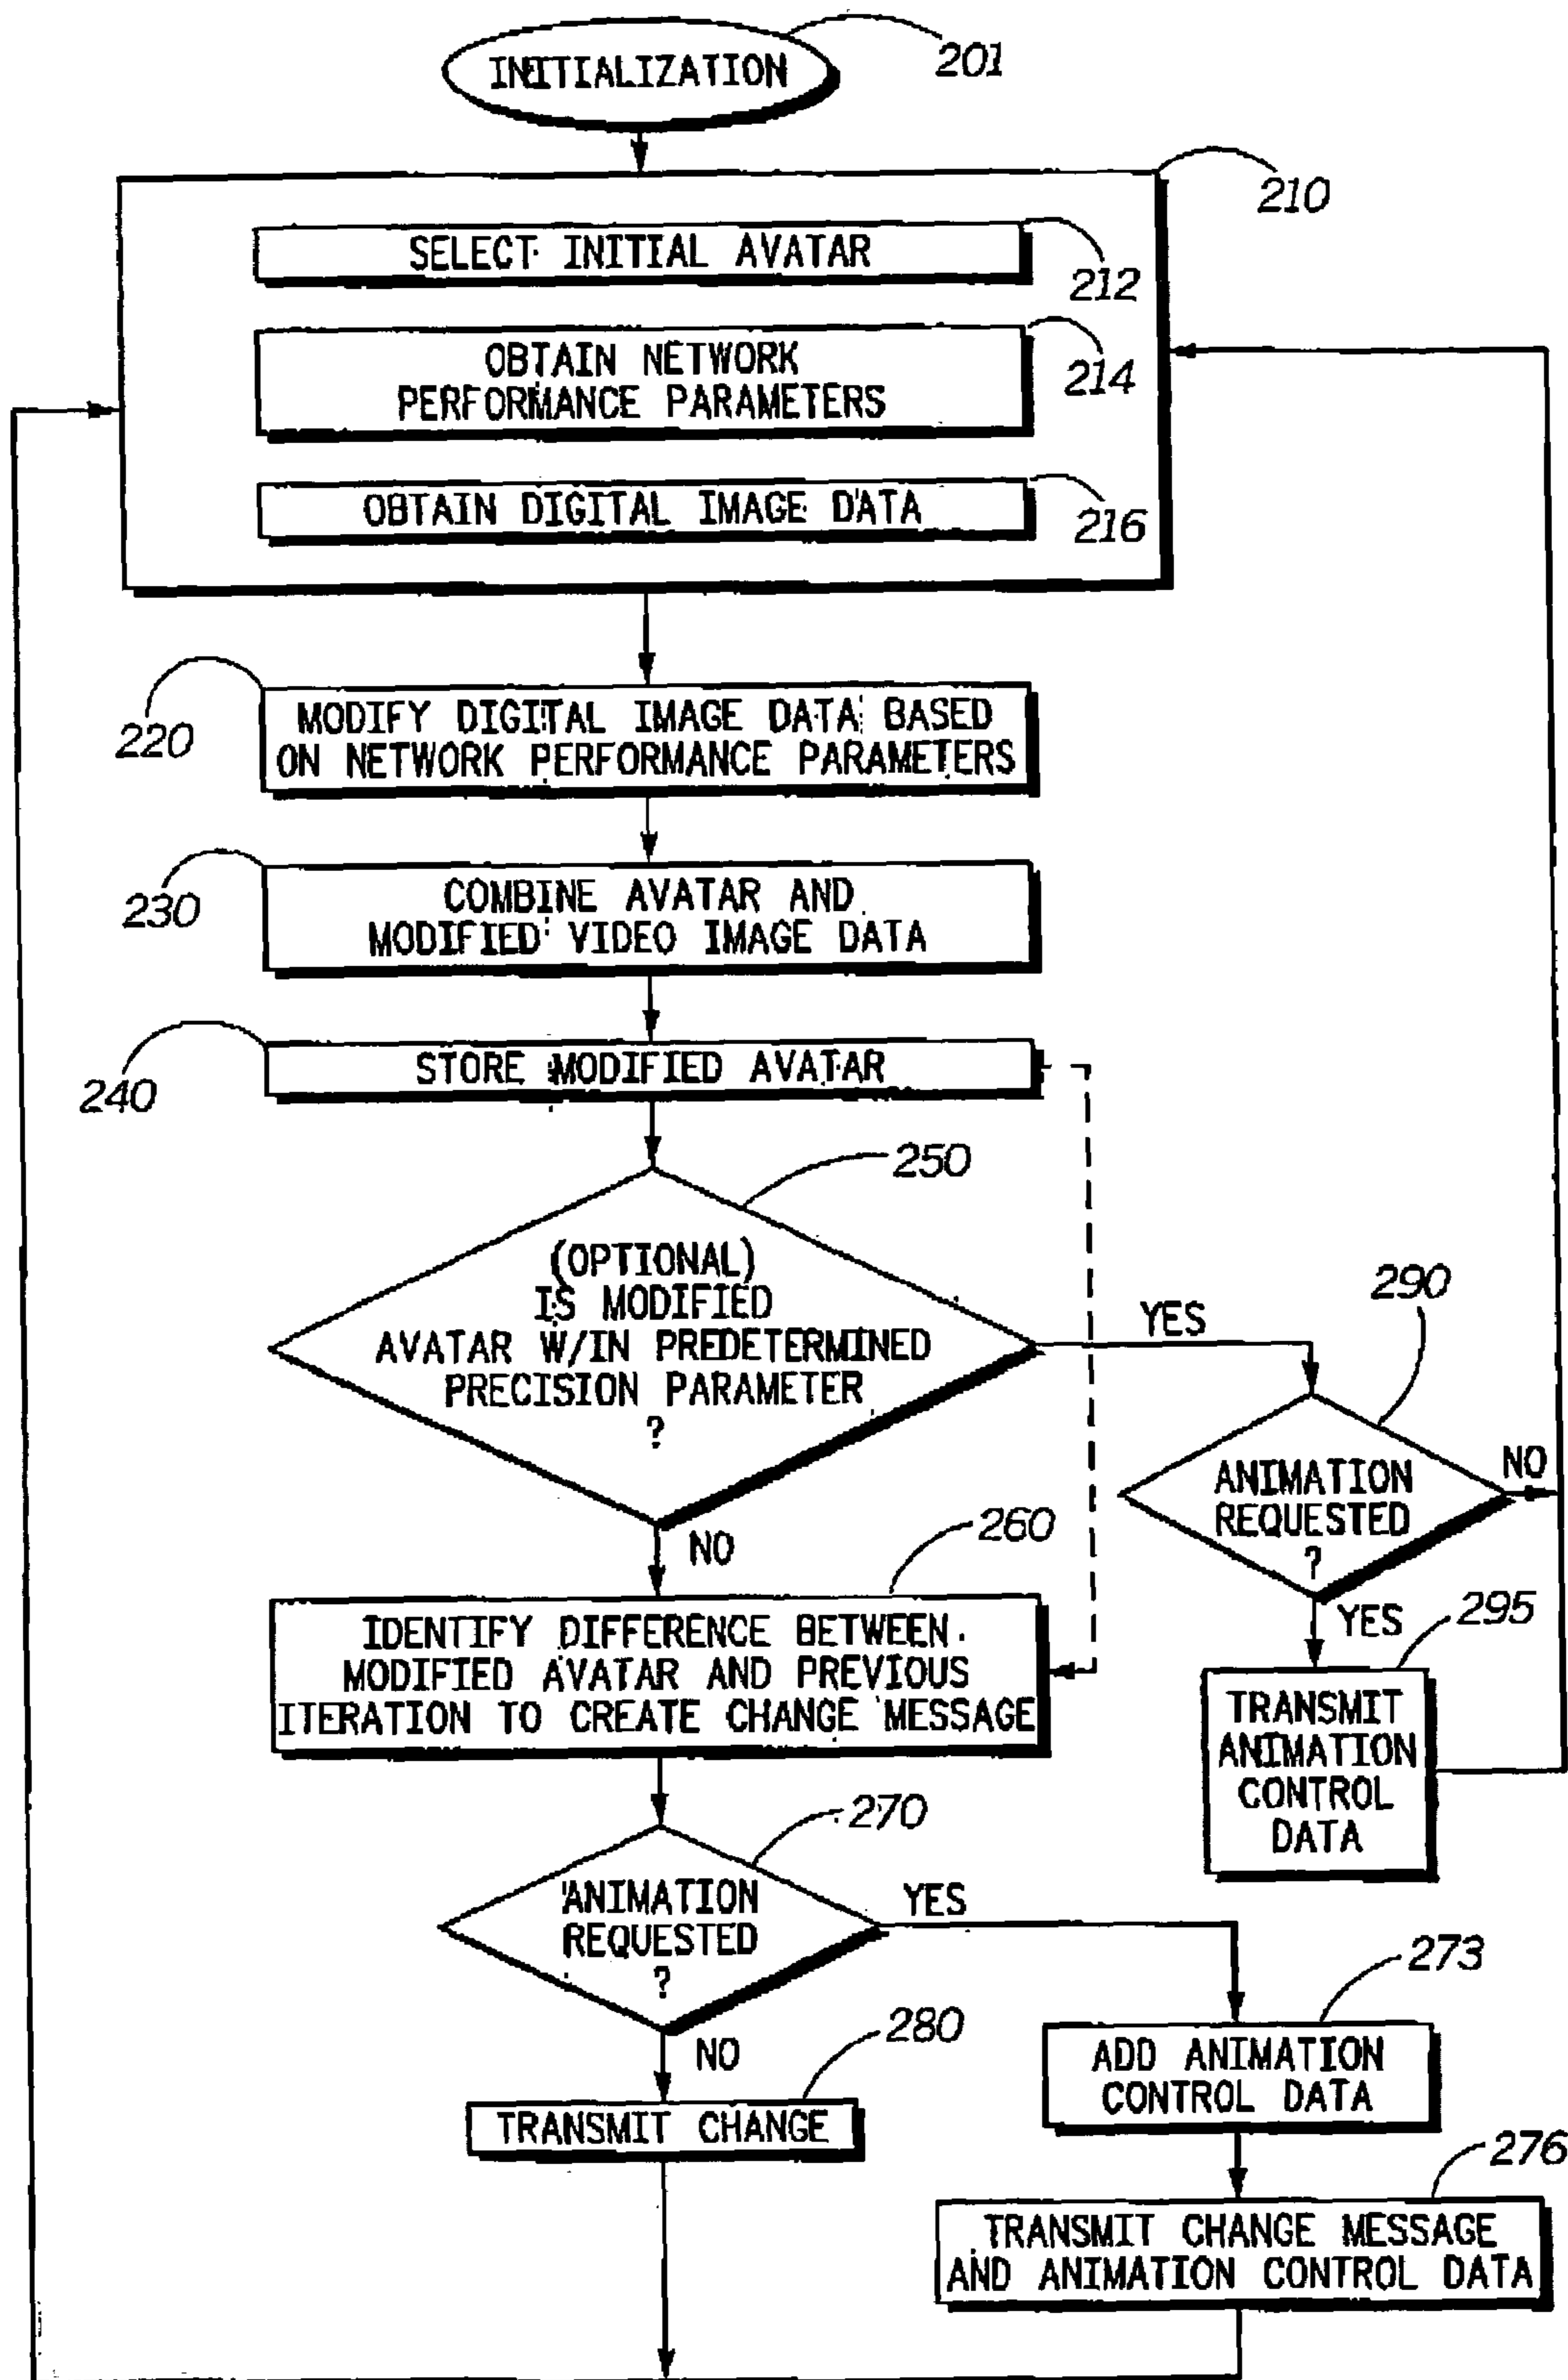 INITIALIZATION
201
210
SELECT INITIAL AVATAR
212
OBTAIN NETWORK
PERFORMANCE PARAMETERS
214
OBTAIN DIGITAL IMAGE DATA
216
220
MODIFY DIGITAL IMAGE DATA BASED
ON NETWORK PERFORMANCE PARAMETERS
230
COMBINE AVATAR AND
MODIFIED VIDEO IMAGE DATA
240
STORE MODIFIED AVATAR
250
(OPTIONAL)
IS MODIFIED
AVATAR W/IN PREDETERMINED
PRECISION PARAMETER
?
YES
NO
290
ANIMATION
REQUESTED
?
NO
YES
295
TRANSMIT
ANIMATION
CONTROL
DATA
260
IDENTIFY DIFFERENCE BETWEEN
MODIFIED AVATAR AND PREVIOUS
ITERATION TO CREATE CHANGE MESSAGE
270
ANIMATION
REQUESTED
?
YES
NO
273
ADD ANIMATION
CONTROL DATA
280
TRANSMIT CHANGE
276
TRANSMIT CHANGE MESSAGE
AND ANIMATION CONTROL DATA